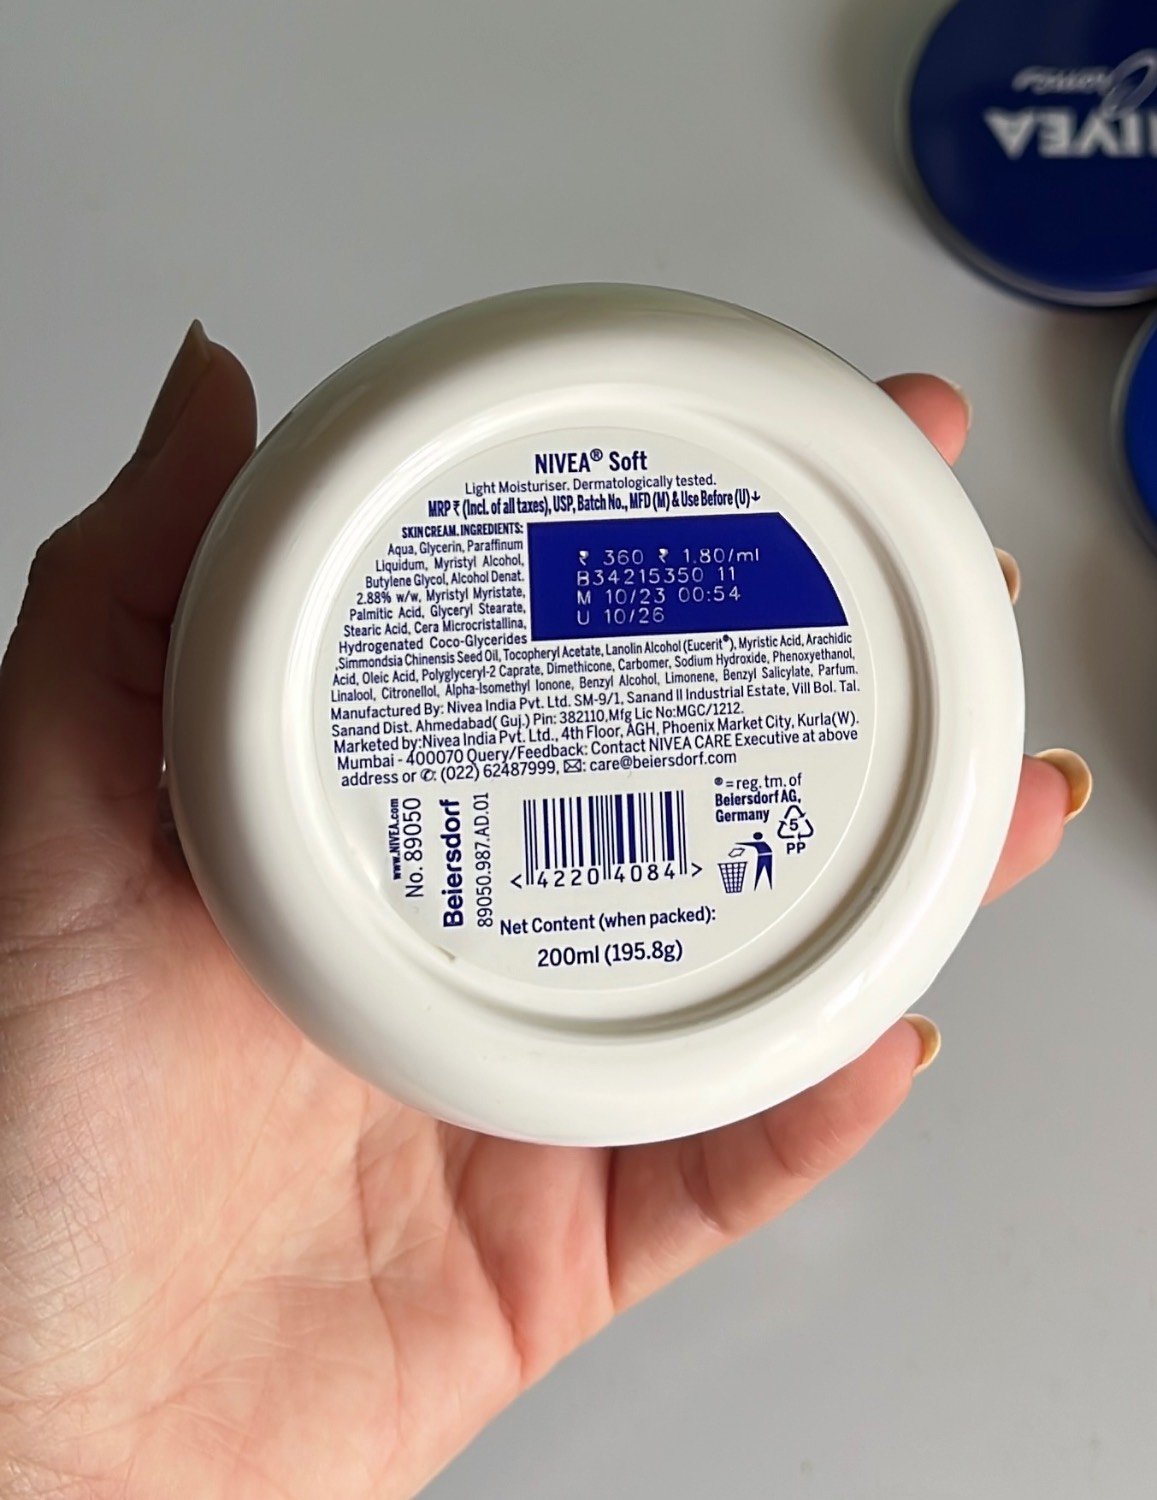 NIVEA
Creme
NIVEA® Soft
Light Moisturiser. Dermatologically tested.
MRP ₹ (Incl. of all taxes), USP, Batch No., MFD (M) & Use Before (U)↓
SKIN CREAM. INGREDIENTS:
Aqua, Glycerin, Paraffinum
Liquidum, Myristyl Alcohol,
Butylene Glycol, Alcohol Denat.
2.88% w/w, Myristyl Myristate,
Palmitic Acid, Glyceryl Stearate,
Stearic Acid, Cera Microcristallina,
Hydrogenated Coco-Glycerides
₹ 360 ₹ 1.80/ml
B34215350 11
M 10/23 00:54
U 10/26
,Simmondsia Chinensis Seed Oil, Tocopheryl Acetate, Lanolin Alcohol (Eucerit®), Myristic Acid, Arachidic
Acid, Oleic Acid, Polyglyceryl-2 Caprate, Dimethicone, Carbomer, Sodium Hydroxide, Phenoxyethanol,
Linalool, Citronellol, Alpha-Isomethyl Ionone, Benzyl Alcohol, Limonene, Benzyl Salicylate, Parfum.
Manufactured By: Nivea India Pvt. Ltd. SM-9/1, Sanand II Industrial Estate, Vill Bol. Tal.
Sanand Dist. Ahmedabad( Guj.) Pin: 382110,Mfg Lic No:MGC/1212.
Marketed by:Nivea India Pvt. Ltd., 4th Floor, AGH, Phoenix Market City, Kurla(W).
Mumbai - 400070 Query/Feedback: Contact NIVEA CARE Executive at above
address or ✆: (022) 62487999, ✉: care@beiersdorf.com
www.NIVEA.com
No. 89050
Beiersdorf
89050.987.AD.01
<4220 4084>
® = reg. tm. of
Beiersdorf AG,
Germany
5
PP
Net Content (when packed):
200ml (195.8g)